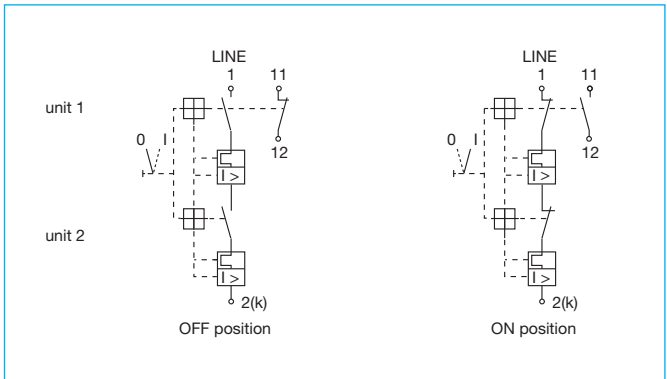 LINE
1 11
unit 1
0 I
12
I >
unit 2
I >
2(k)
OFF position
LINE
1 11
0 I
12
I >
I >
2(k)
ON position